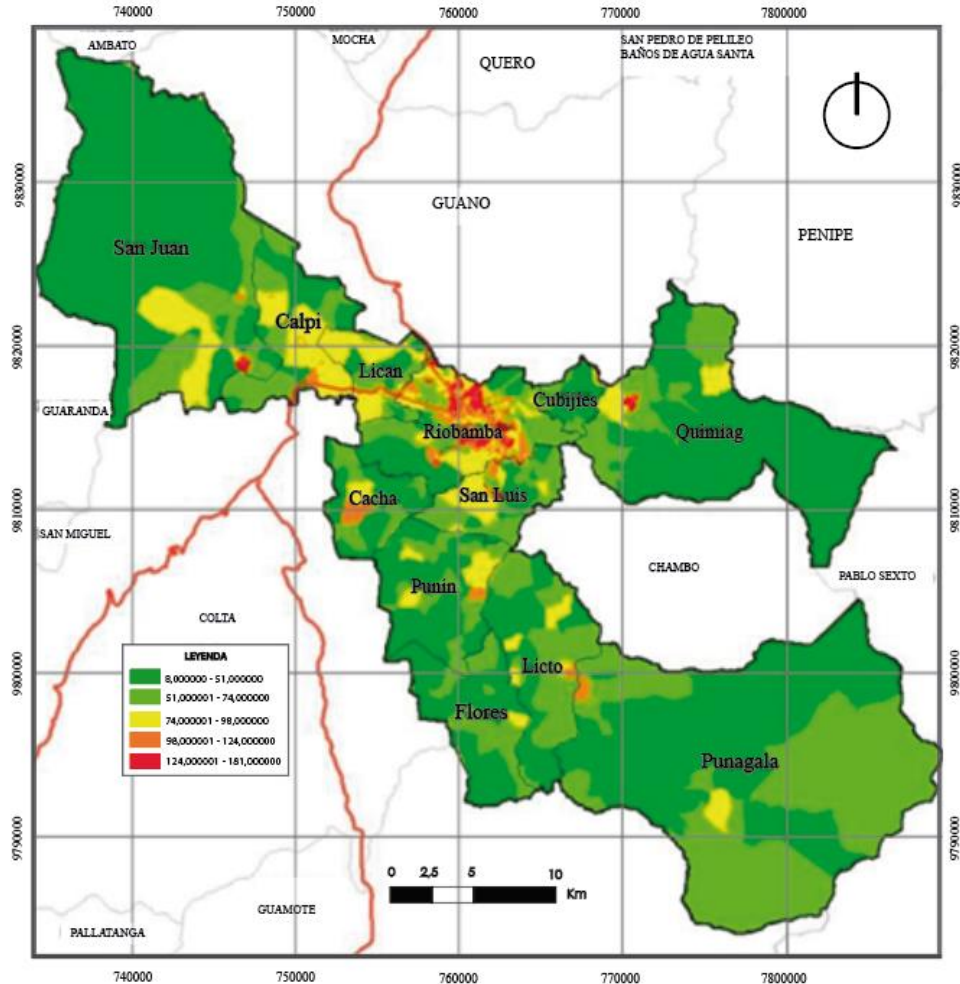 740000 750000 760000 770000 7800000
AMBATO
MOCHA
SAN PEDRO DE PELILEO
BAÑOS DE AGUA SANTA
QUERO
9830000
9830000
GUANO
PENIPE
San Juan
Calpi
9820000
9820000
Lican
Cubijies
GUARANDA
Riobamba
Quimiag
Cacha
San Luis
9810000
9810000
SAN MIGUEL
CHAMBO
PABLO SEXTO
Punin
COLTA
LEYENDA
8,000000 - 51,000000
51,000001 - 74,000000
74,000001 - 98,000000
98,000001 - 124,000000
124,000001 - 181,000000
Licto
9800000
9800000
Flores
Punagala
9790000
9790000
0 2,5 5 10
Km
GUAMOTE
PALLATANGA
740000 750000 760000 770000 7800000